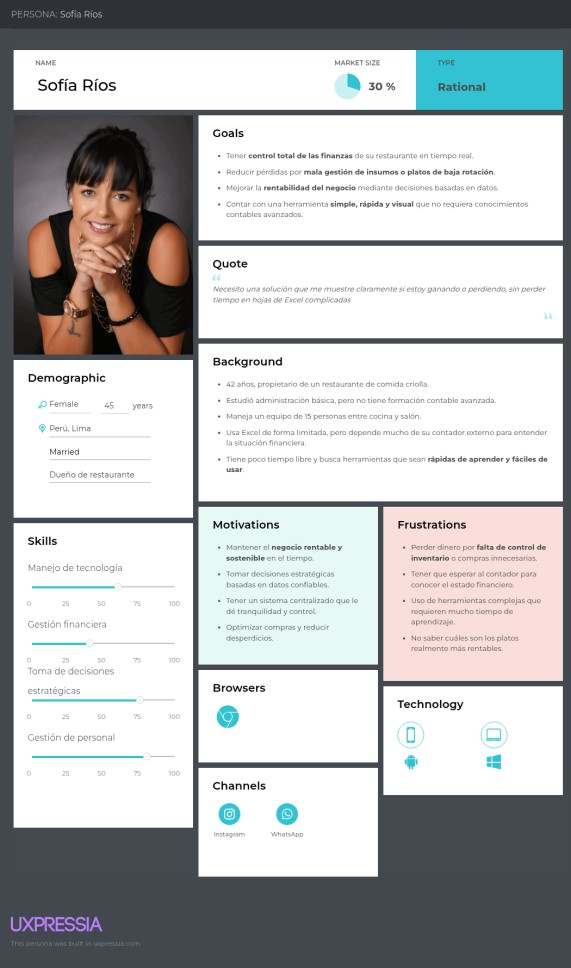 PERSONA: Sofía Ríos
NAME
Sofía Ríos
MARKET SIZE
30 %
TYPE
Rational
Goals
Tener control total de las finanzas de su restaurante en tiempo real.
Reducir pérdidas por mala gestión de insumos o platos de baja rotación.
Mejorar la rentabilidad del negocio mediante decisiones basadas en datos.
Contar con una herramienta simple, rápida y visual que no requiera conocimientos
contables avanzados.
Quote
Necesito una solución que me muestre claramente si estoy ganando o perdiendo, sin perder
tiempo en hojas de Excel complicadas
Background
42 años, propietario de un restaurante de comida criolla.
Estudió administración básica, pero no tiene formación contable avanzada.
Maneja un equipo de 15 personas entre cocina y salón.
Usa Excel de forma limitada, pero depende mucho de su contador externo para entender
la situación financiera.
Tiene poco tiempo libre y busca herramientas que sean rápidas de aprender y fáciles de
usar.
Demographic
Female 45 years
Perú, Lima
Married
Dueño de restaurante
Skills
Manejo de tecnología
0 25 50 75 100
Gestión financiera
0 25 50 75 100
Toma de decisiones
estratégicas
0 25 50 75 100
Gestión de personal
0 25 50 75 100
Motivations
Mantener el negocio rentable y
sostenible en el tiempo.
Tomar decisiones estratégicas
basadas en datos confiables.
Tener un sistema centralizado que le
dé tranquilidad y control.
Optimizar compras y reducir
desperdicios.
Frustrations
Perder dinero por falta de control de
inventario o compras innecesarias.
Tener que esperar al contador para
conocer el estado financiero.
Uso de herramientas complejas que
requieren mucho tiempo de
aprendizaje.
No saber cuáles son los platos
realmente más rentables.
Browsers
Technology
Channels
Instagram
WhatsApp
UXPRESSIA
This persona was built in uxpressia.com